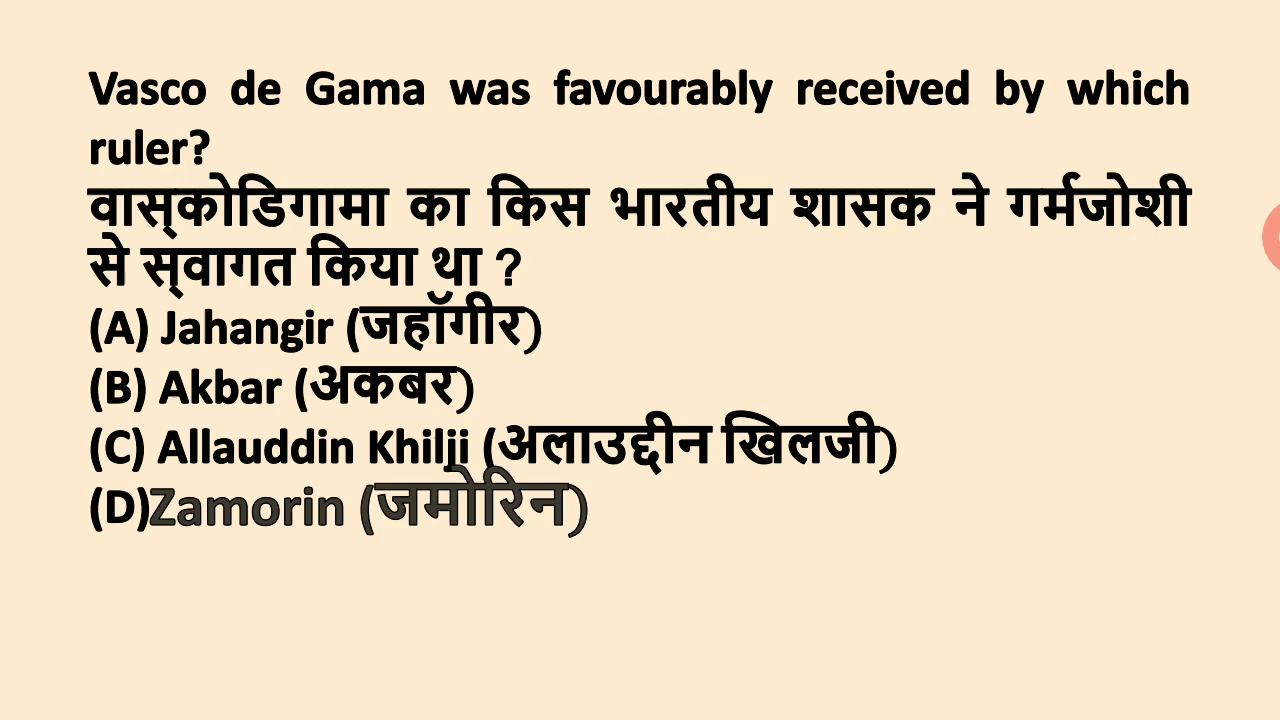 Vasco de Gama was favourably received by which
ruler?
वास्‌कोडिगामा का किस भारतीय शासक ने गर्मजोशी
से स्‌वागत किया था ?
(A) Jahangir (जहॉगीर)
(B) Akbar (अकबर)
(C) Allauddin Khilji (अलाउद्दीन खिलजी)
(D)Zamorin (जमोरिन)